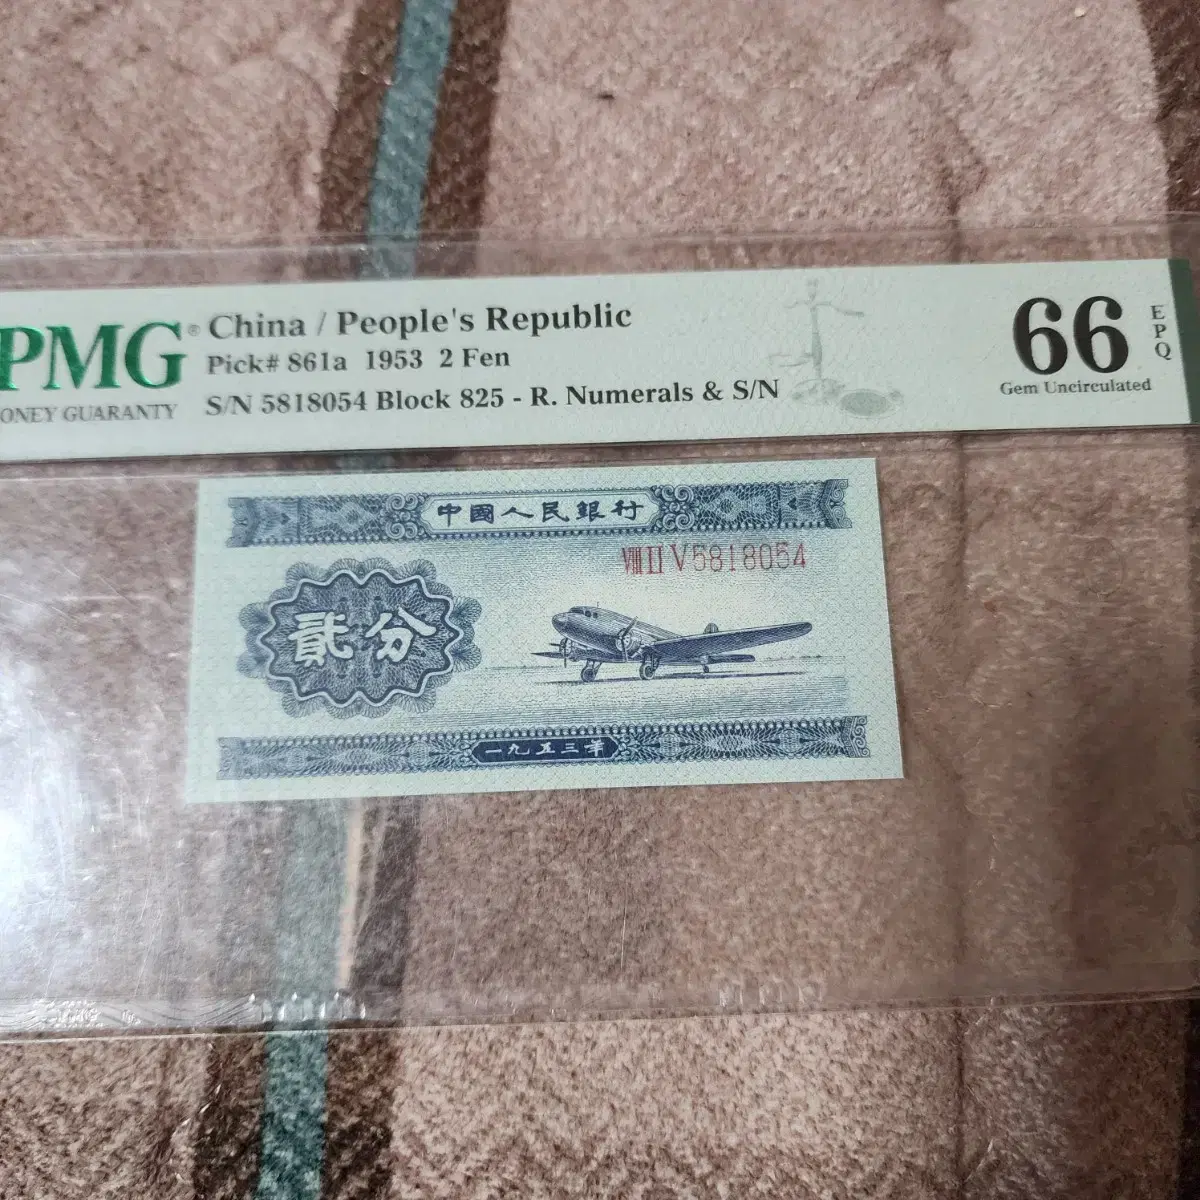 PMG® China / People's Republic
Pick# 861a 1953 2 Fen
ONEY GUARANTY S/N 5818054 Block 825 - R. Numerals & S/N
66 EPQ
Gem Uncirculated
中國人民銀行
VIII II V 5818054
貳分
一九五三年